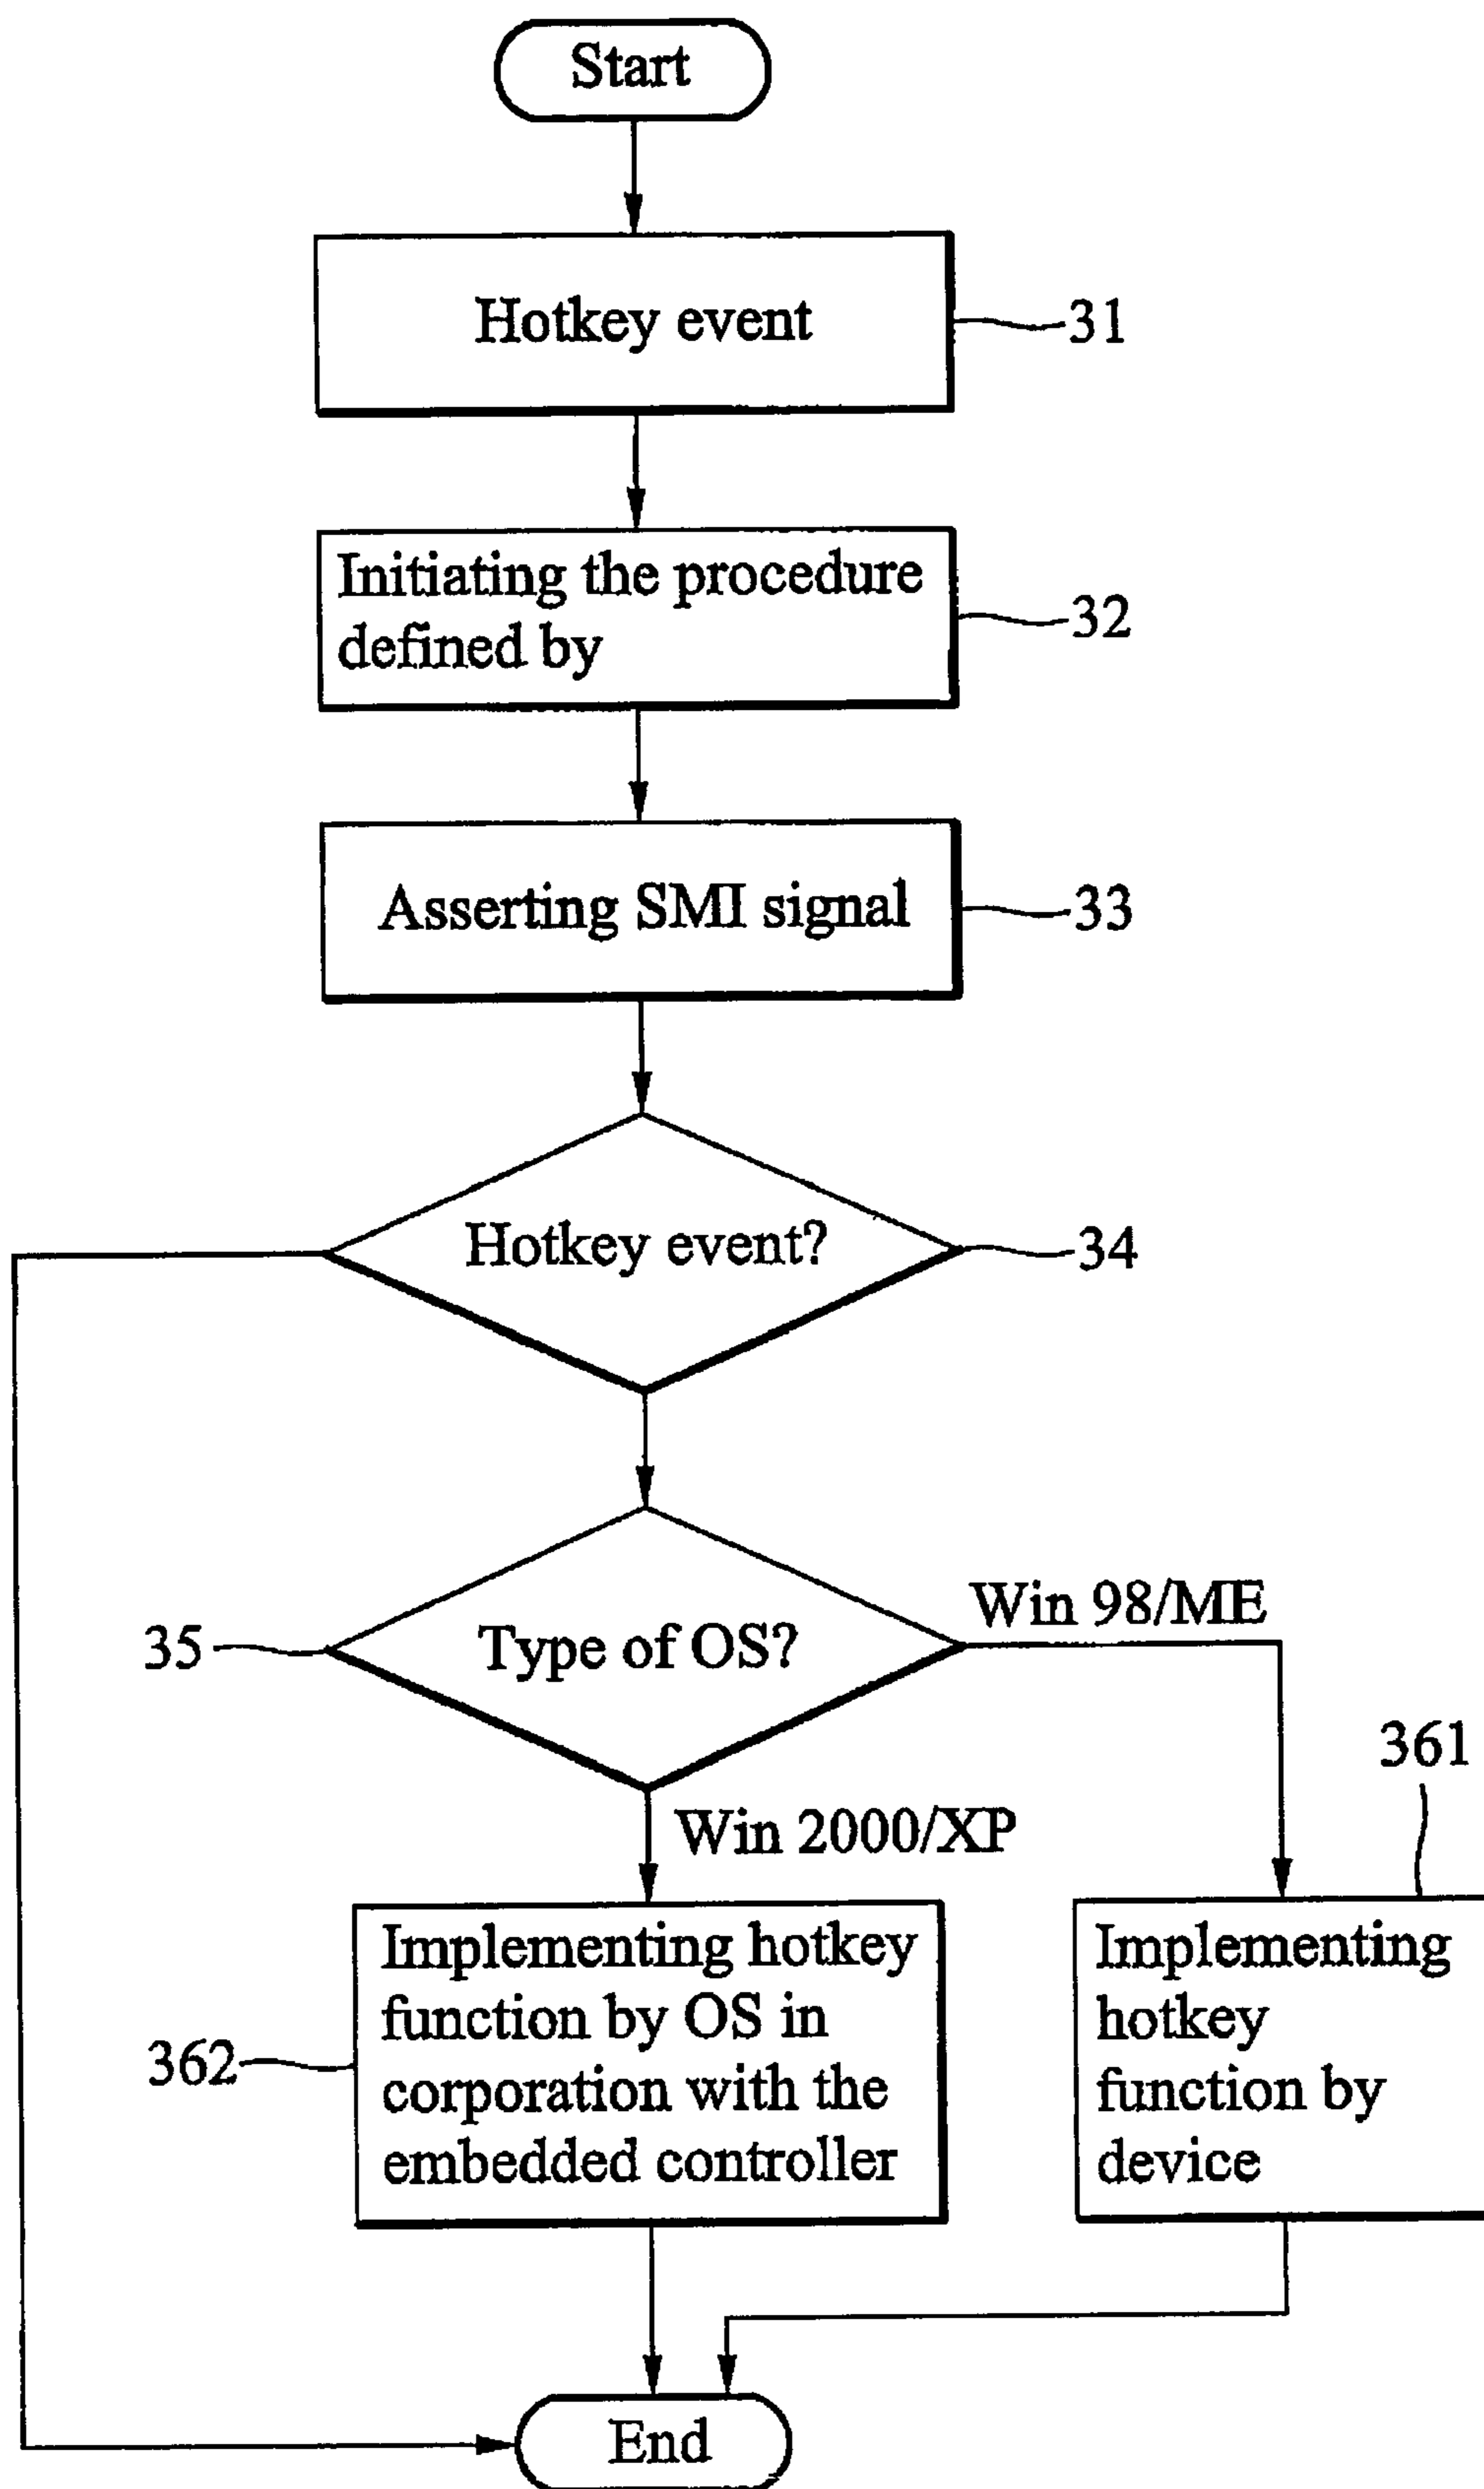 Start
Hotkey event
31
Initiating the procedure
defined by
32
Asserting SMI signal
33
Hotkey event?
34
Win 98/ME
35
Type of OS?
361
Win 2000/XP
Implementing hotkey
function by OS in
corporation with the
embedded controller
362
Implementing
hotkey
function by
device
End